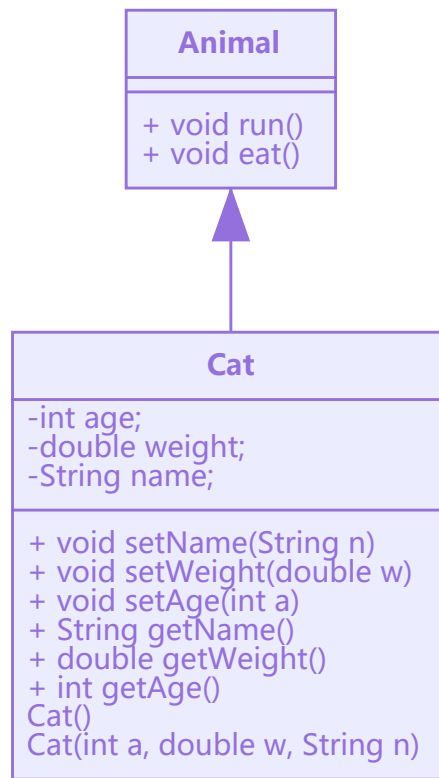 Animal
+ void run()
+ void eat()
Cat
-int age;
-double weight;
-String name;
+ void setName(String n)
+ void setWeight(double w)
+ void setAge(int a)
+ String getName()
+ double getWeight()
+ int getAge()
Cat()
Cat(int a, double w, String n)